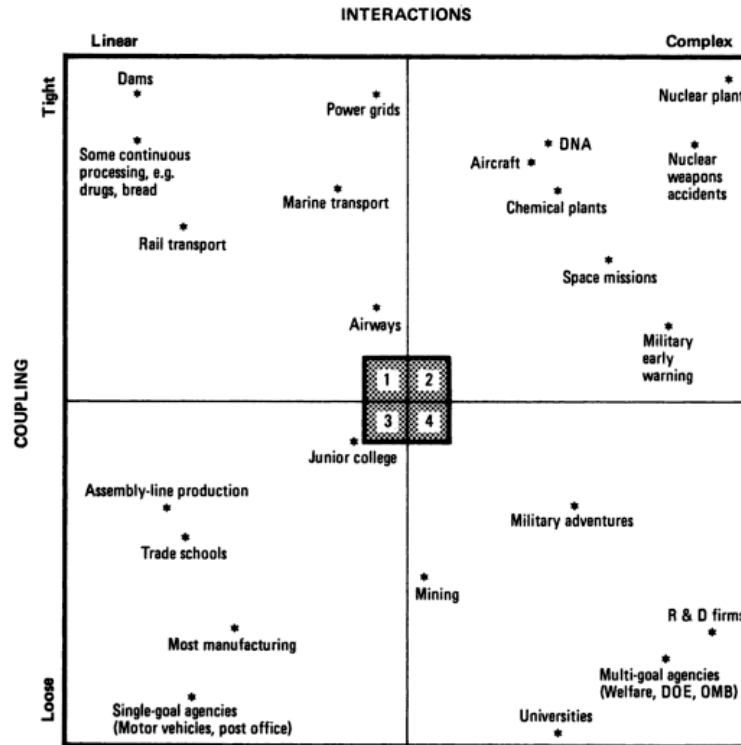 INTERACTIONS
Linear
Complex
Tight
COUPLING
Loose
Dams
Some continuous
processing, e.g.
drugs, bread
Rail transport
Power grids
Marine transport
Airways
Nuclear plant
DNA
Aircraft
Nuclear
weapons
accidents
Chemical plants
Space missions
Military
early
warning
1
2
3
4
Junior college
Assembly-line production
Trade schools
Most manufacturing
Single-goal agencies
(Motor vehicles, post office)
Military adventures
Mining
R & D firms
Multi-goal agencies
(Welfare, DOE, OMB)
Universities